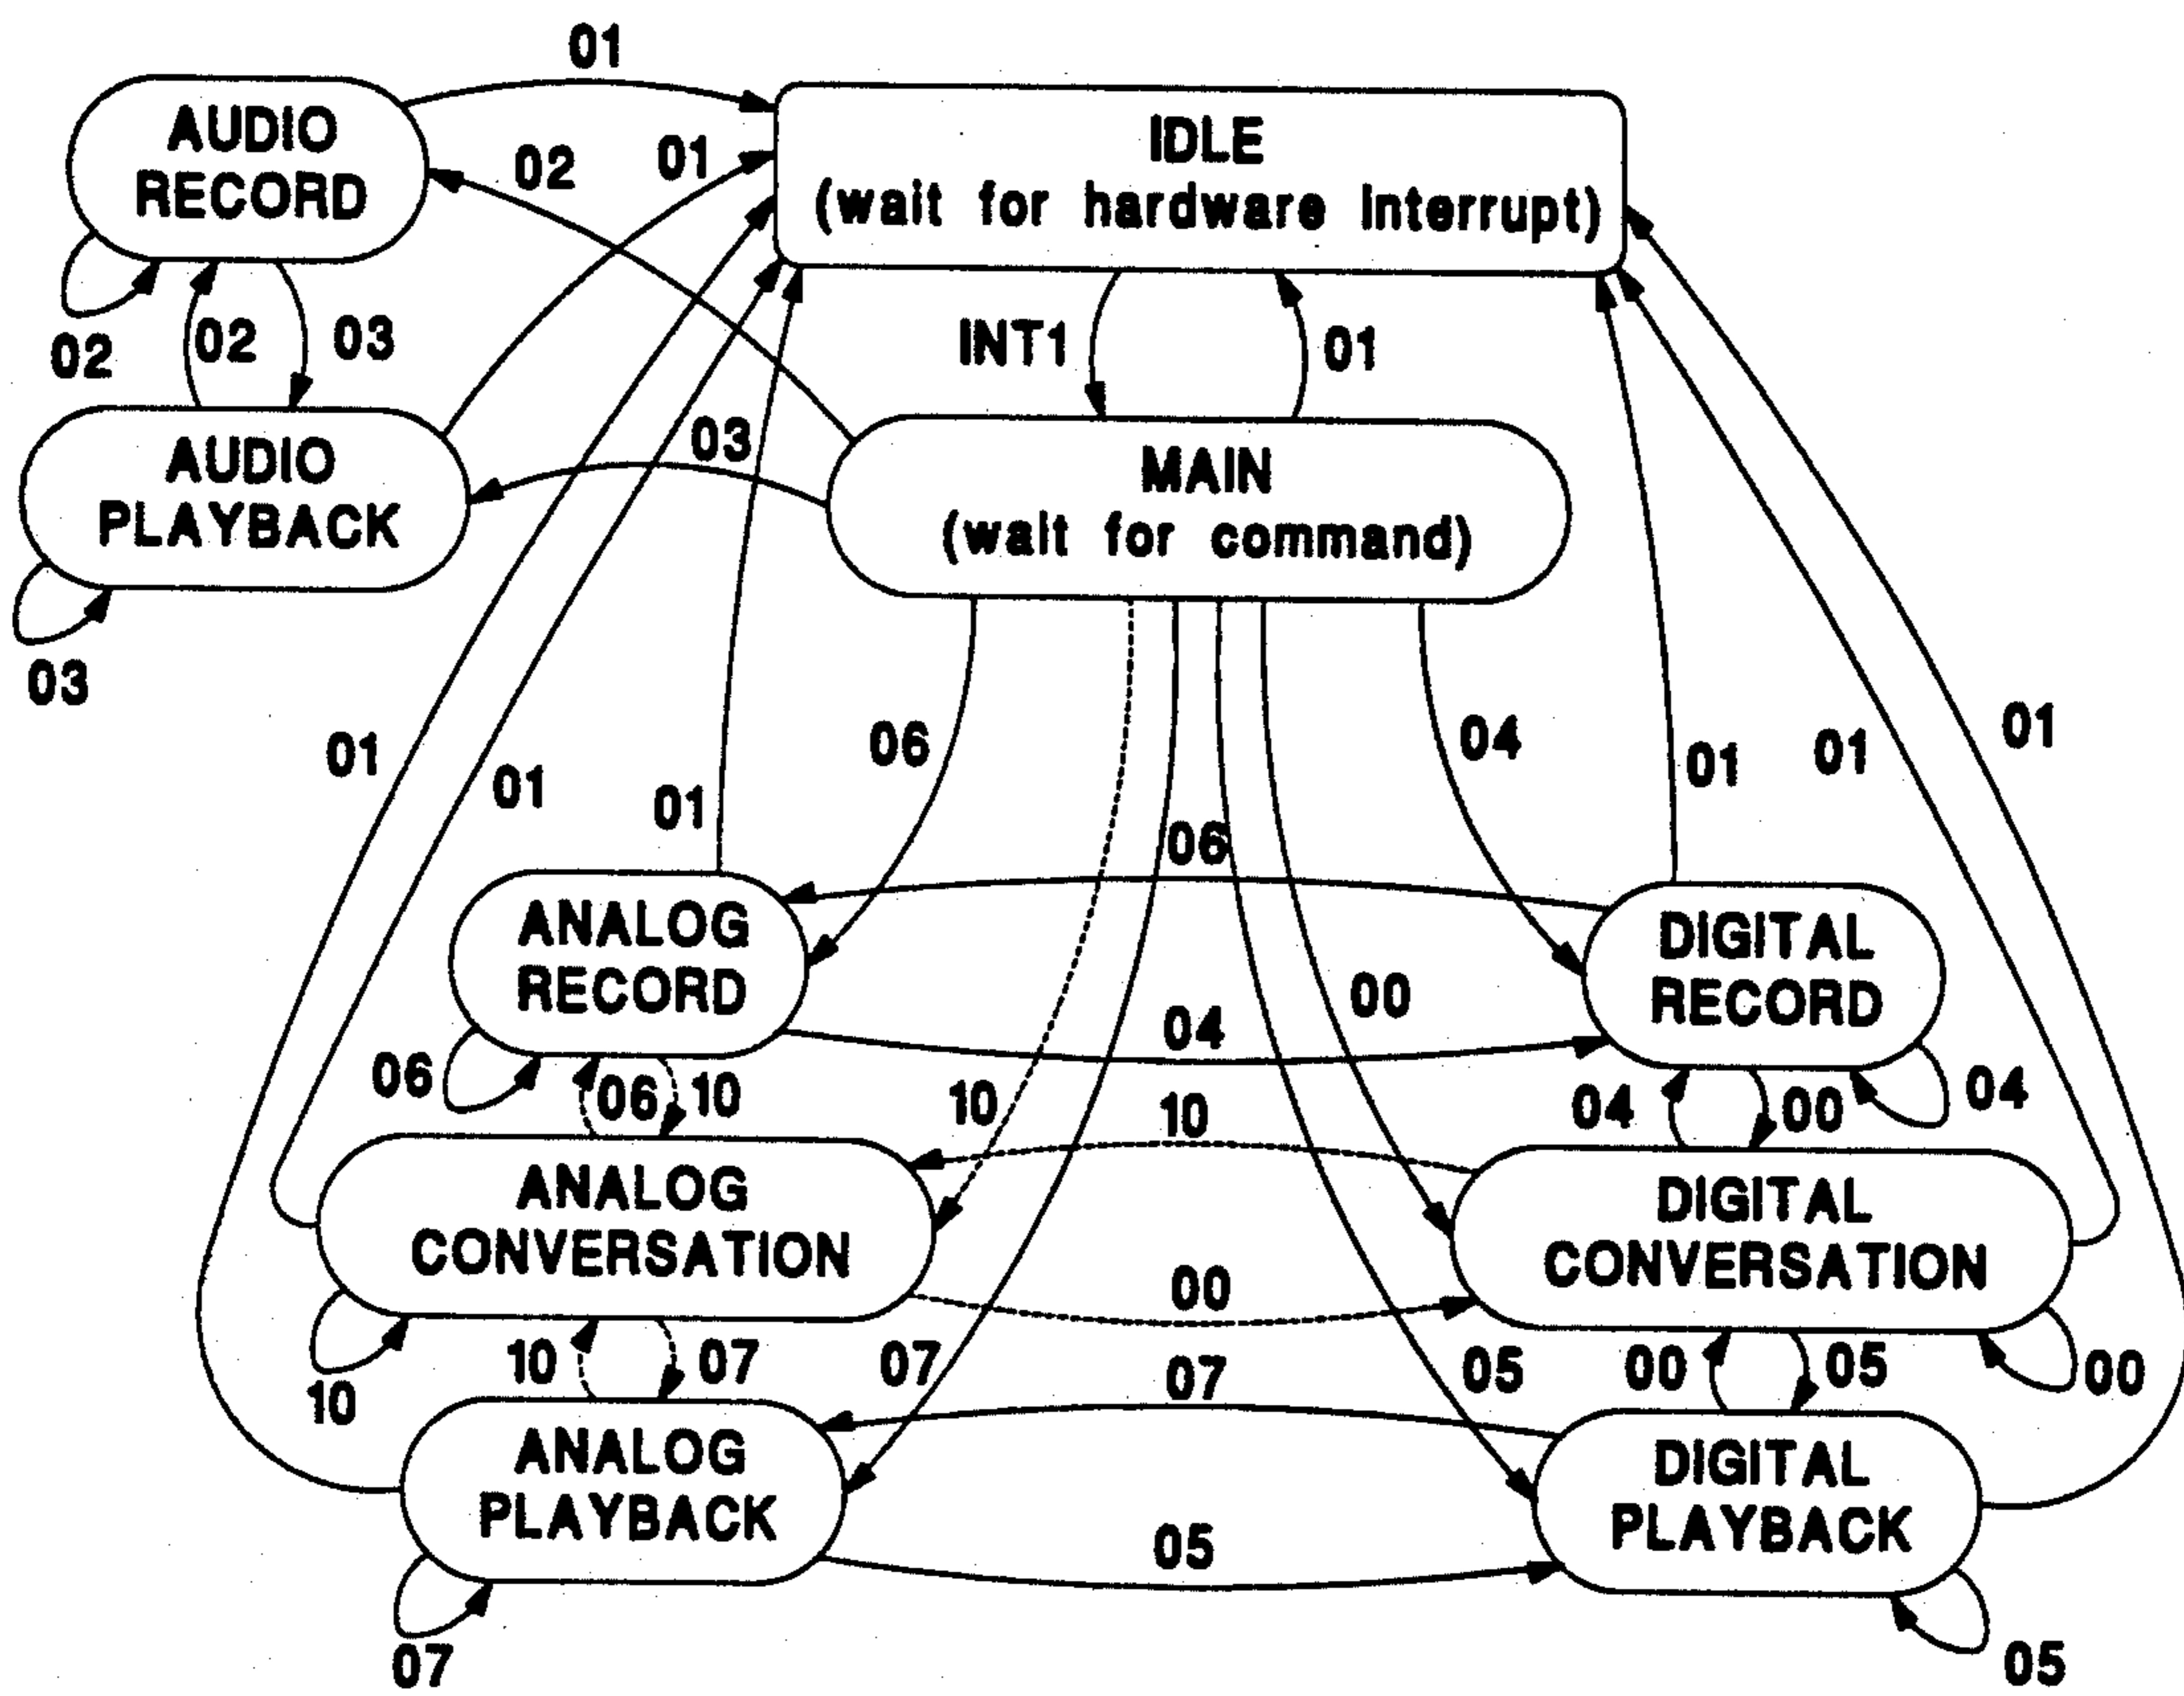 01
AUDIO
RECORD
02
01
IDLE
(wait for hardware interrupt)
02
02
03
INT1
01
AUDIO
PLAYBACK
03
MAIN
(wait for command)
03
01
01
01
06
04
01
01
01
06
ANALOG
RECORD
DIGITAL
RECORD
00
04
06
06
10
10
10
04
00
04
ANALOG
CONVERSATION
DIGITAL
CONVERSATION
00
10
10
07
07
07
05
00
05
00
ANALOG
PLAYBACK
DIGITAL
PLAYBACK
05
07
05